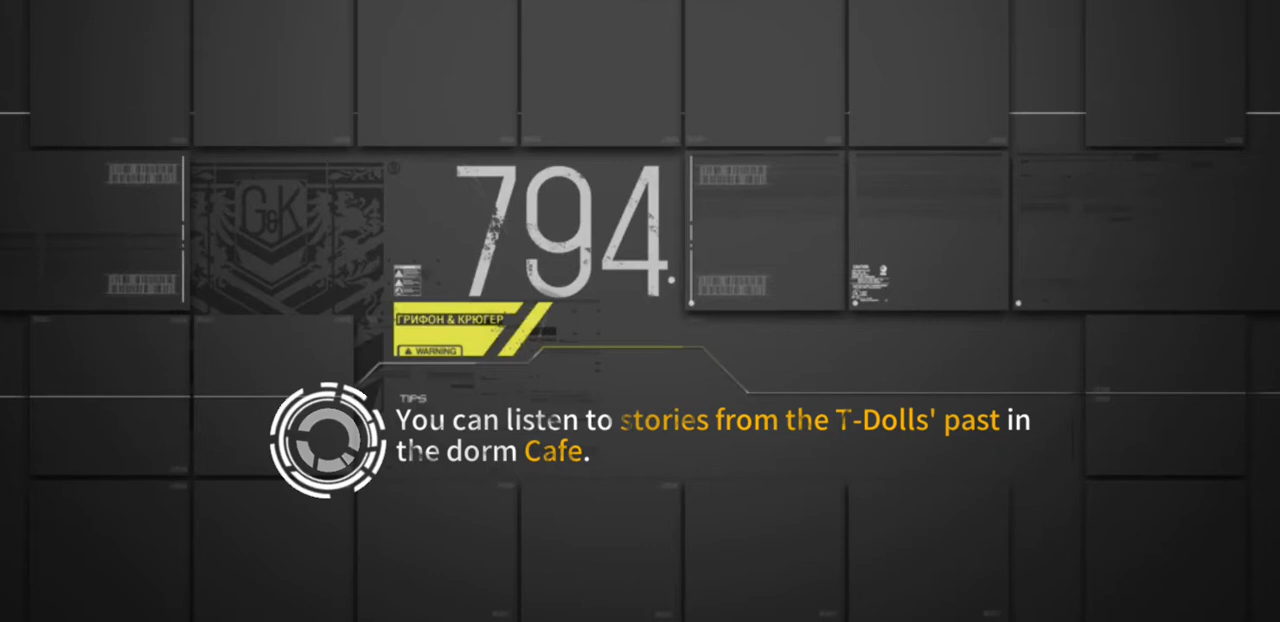 G&K
794.
ГРИФОН & КРЮГЕР
WARNING
TIPS
You can listen to stories from the T-Dolls' past in
the dorm Cafe.